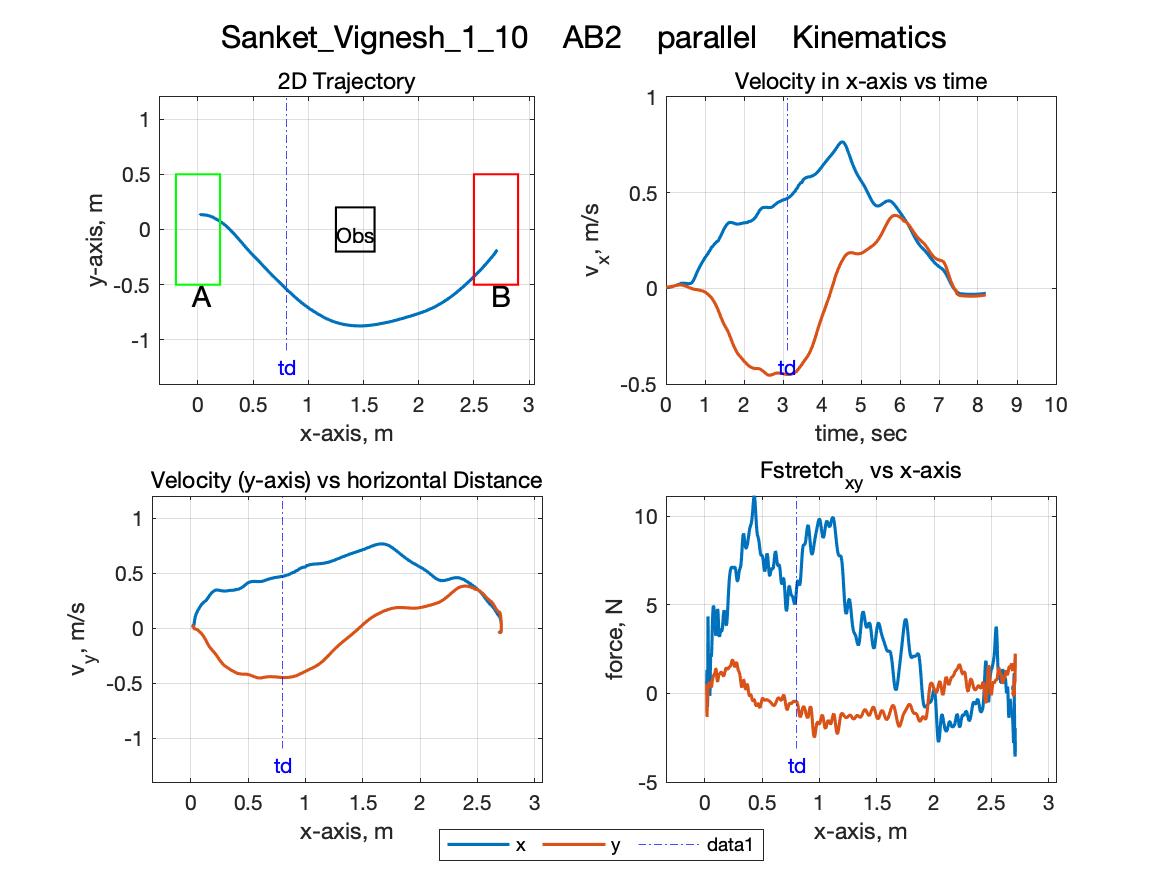 Sanket_Vignesh_1_10 AB2 parallel Kinematics
2D Trajectory
1
0.5
0
-0.5
-1
y-axis, m
Obs
A
B
td
0 0.5 1 1.5 2 2.5 3
x-axis, m
Velocity in x-axis vs time
1
0.5
0
-0.5
vx, m/s
td
0 1 2 3 4 5 6 7 8 9 10
time, sec
Velocity (y-axis) vs horizontal Distance
1
0.5
0
-0.5
-1
vy, m/s
td
0 0.5 1 1.5 2 2.5 3
x-axis, m
Fstretchxy vs x-axis
10
5
0
-5
force, N
td
0 0.5 1 1.5 2 2.5 3
x-axis, m
x y data1